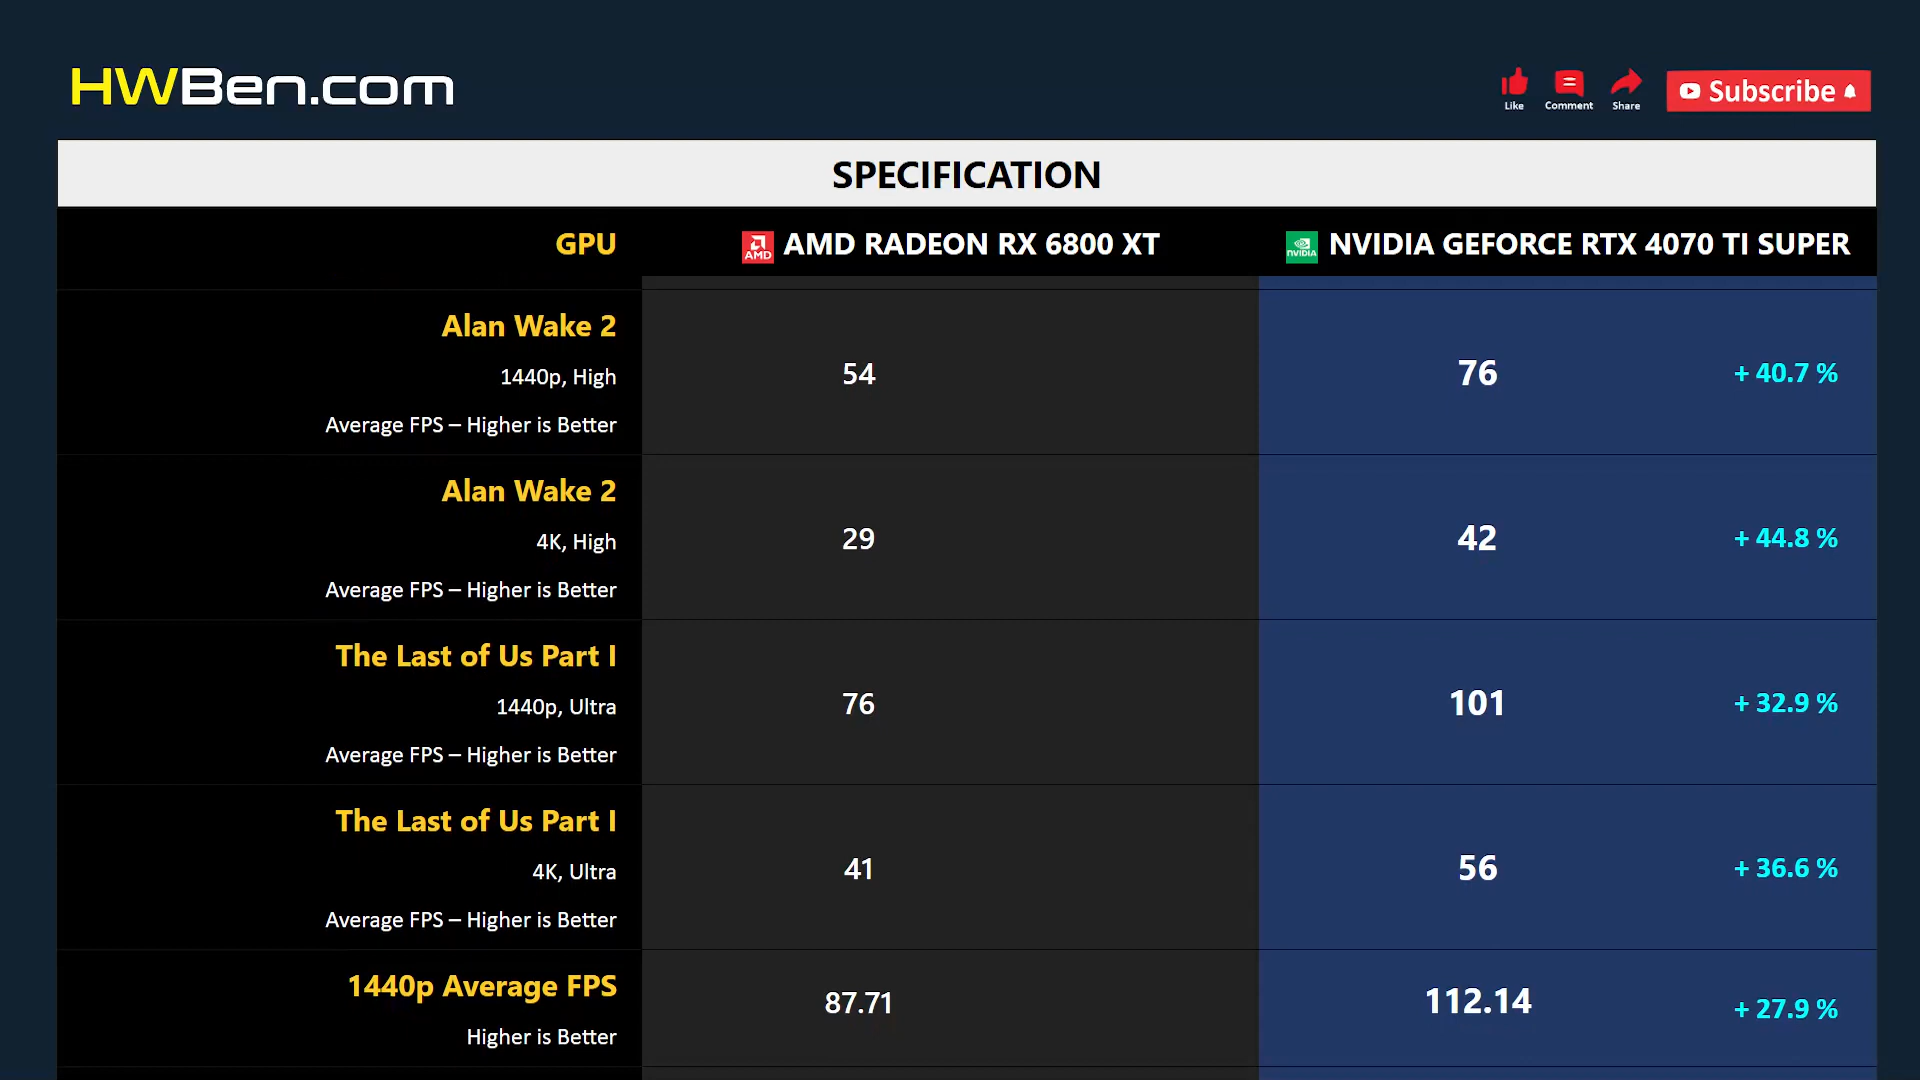 HWBen.com
Like
Comment
Share
Subscribe
SPECIFICATION
GPU
AMD
AMD RADEON RX 6800 XT
NVIDIA
NVIDIA GEFORCE RTX 4070 TI SUPER
Alan Wake 2
1440p, High
Average FPS – Higher is Better
54
76
+ 40.7 %
Alan Wake 2
4K, High
Average FPS – Higher is Better
29
42
+ 44.8 %
The Last of Us Part I
1440p, Ultra
Average FPS – Higher is Better
76
101
+ 32.9 %
The Last of Us Part I
4K, Ultra
Average FPS – Higher is Better
41
56
+ 36.6 %
1440p Average FPS
Higher is Better
87.71
112.14
+ 27.9 %